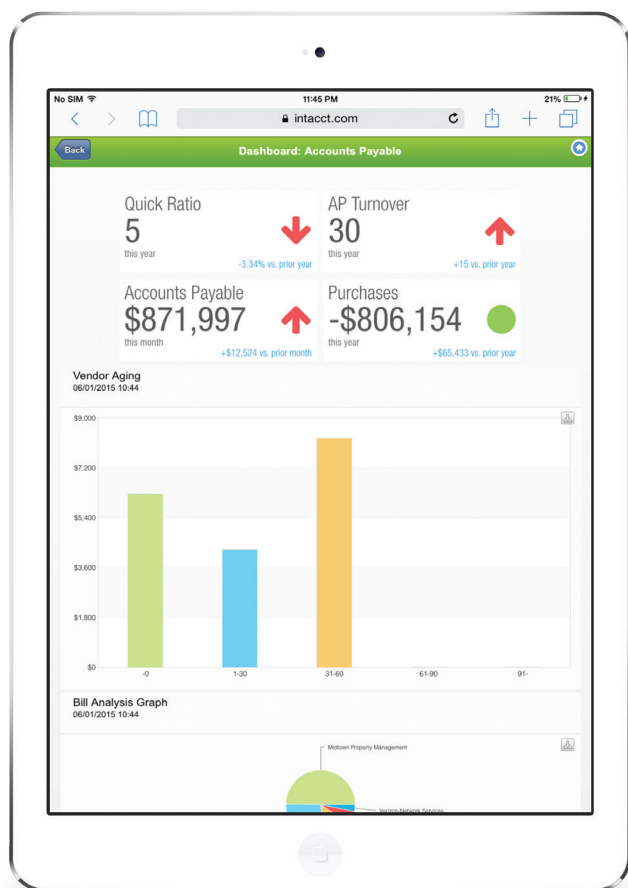 No SIM
11:45 PM
21%
intacct.com
Back
Dashboard: Accounts Payable
Quick Ratio
5
this year
-3.34% vs. prior year
AP Turnover
30
this year
+15 vs. prior year
Accounts Payable
$871,997
this month
+$12,524 vs. prior month
Purchases
-$806,154
this year
+$65,433 vs. prior year
Vendor Aging
06/01/2015 10:44
$9,000
$7,200
$5,400
$3,600
$1,800
$0
-0
1-30
31-60
61-90
91-
Bill Analysis Graph
06/01/2015 10:44
Midtown Property Management
Verizon-Network Services